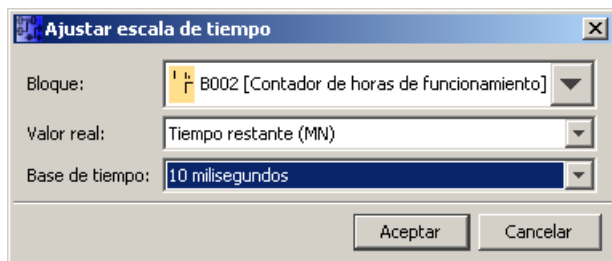 Ajustar escala de tiempo
Bloque: B002 [Contador de horas de funcionamiento]
Valor real: Tiempo restante (MN)
Base de tiempo: 10 milisegundos
Aceptar Cancelar